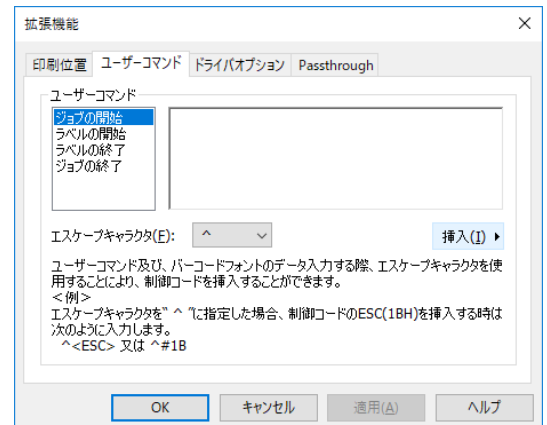 拡張機能
印刷位置 ユーザーコマンド ドライバオプション Passthrough
ユーザーコマンド
ジョブの開始
ラベルの開始
ラベルの終了
ジョブの終了
エスケープキャラクタ(E): ^ 挿入(I)
ユーザーコマンド及び、バーコードフォントのデータ入力する際、エスケープキャラクタを使
用することにより、制御コードを挿入することができます。
<例>
エスケープキャラクタを" ^ "に指定した場合、制御コードのESC(1BH)を挿入する時は
次のように入力します。
^<ESC> 又は ^#1B
OK キャンセル 適用(A) ヘルプ